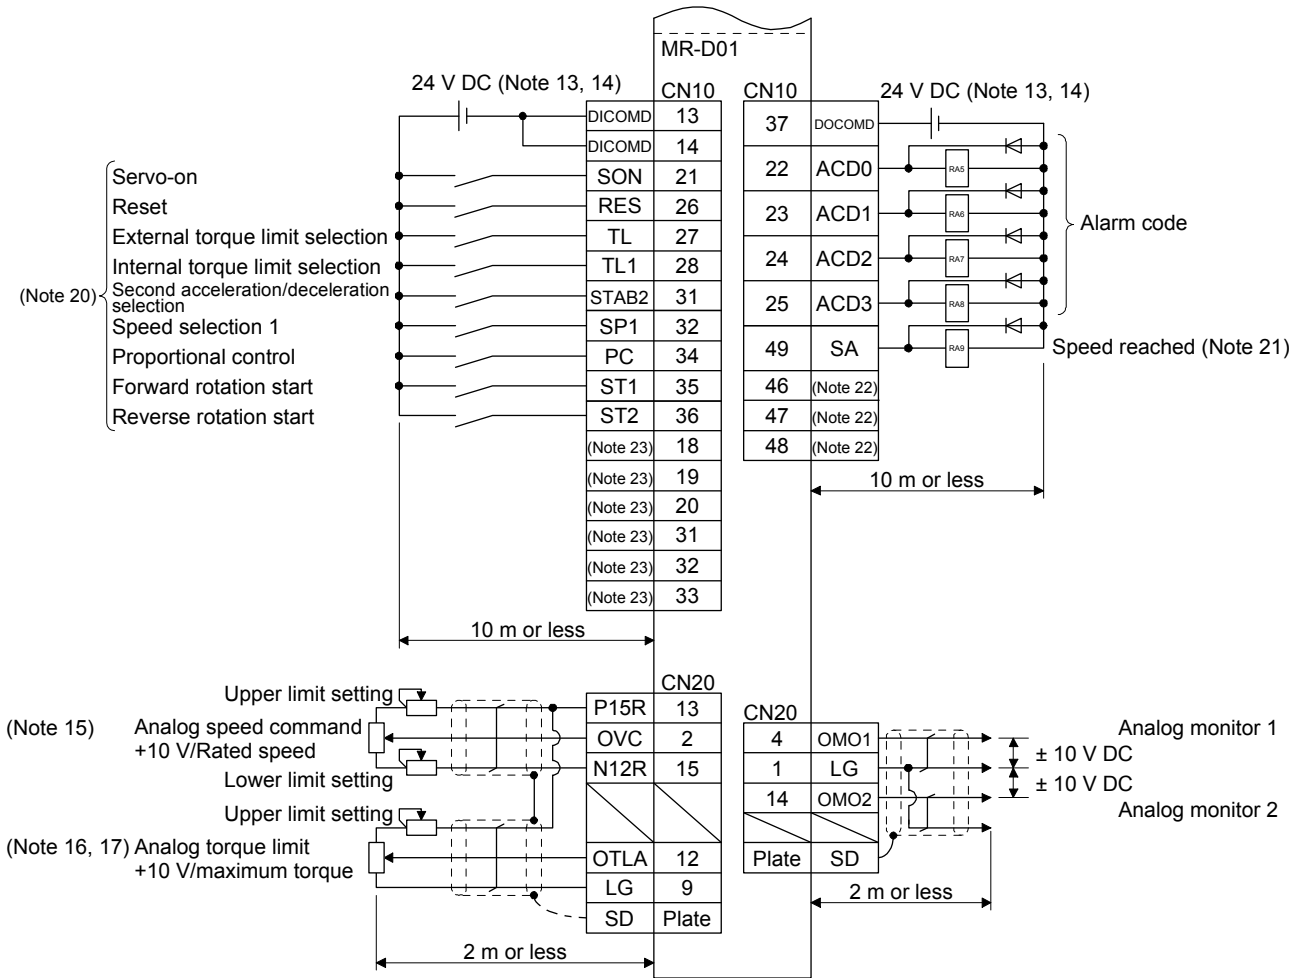 MR-D01
24 V DC (Note 13, 14)
CN10
DICOMD 13
DICOMD 14
Servo-on SON 21
Reset RES 26
External torque limit selection TL 27
Internal torque limit selection TL1 28
(Note 20)
Second acceleration/deceleration
selection
STAB2 31
Speed selection 1 SP1 32
Proportional control PC 34
Forward rotation start ST1 35
Reverse rotation start ST2 36
(Note 23) 18
(Note 23) 19
(Note 23) 20
(Note 23) 31
(Note 23) 32
(Note 23) 33
10 m or less
CN10
24 V DC (Note 13, 14)
37 DOCOMD
22 ACD0 RA5
23 ACD1 RA6
24 ACD2 RA7
25 ACD3 RA8
Alarm code
49 SA RA9 Speed reached (Note 21)
46 (Note 22)
47 (Note 22)
48 (Note 22)
10 m or less
CN20
Upper limit setting
P15R 13
(Note 15)
Analog speed command
+10 V/Rated speed
OVC 2
N12R 15
Lower limit setting
Upper limit setting
(Note 16, 17) Analog torque limit
+10 V/maximum torque
OTLA 12
LG 9
SD Plate
2 m or less
CN20
4 OMO1 Analog monitor 1
± 10 V DC
1 LG
± 10 V DC
14 OMO2 Analog monitor 2
Plate SD
2 m or less